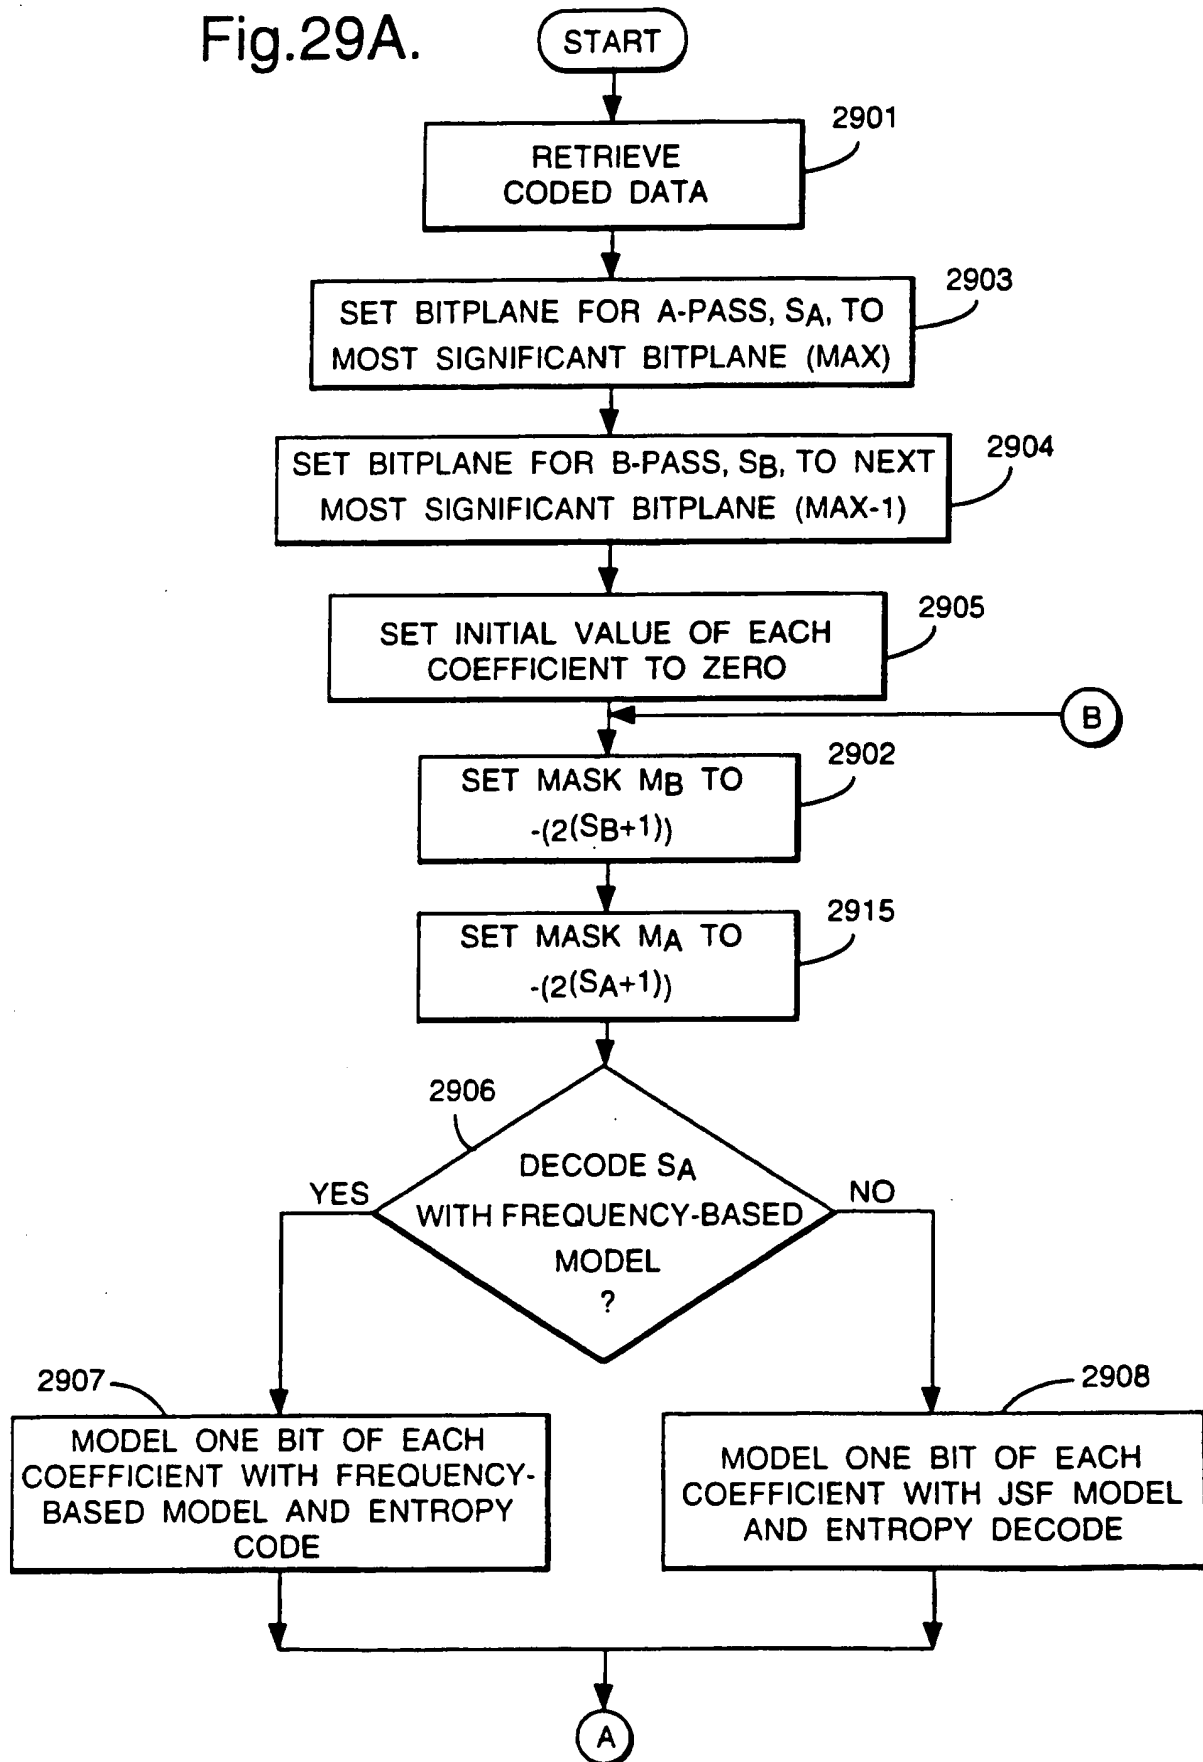 Fig.29A.
START
2901
RETRIEVE
CODED DATA
2903
SET BITPLANE FOR A-PASS, SA, TO
MOST SIGNIFICANT BITPLANE (MAX)
2904
SET BITPLANE FOR B-PASS, SB, TO NEXT
MOST SIGNIFICANT BITPLANE (MAX-1)
2905
SET INITIAL VALUE OF EACH
COEFFICIENT TO ZERO
B
2902
SET MASK MB TO
-(2(SB+1))
2915
SET MASK MA TO
-(2(SA+1))
2906
DECODE SA
WITH FREQUENCY-BASED
MODEL
?
YES
NO
2907
MODEL ONE BIT OF EACH
COEFFICIENT WITH FREQUENCY-
BASED MODEL AND ENTROPY
CODE
2908
MODEL ONE BIT OF EACH
COEFFICIENT WITH JSF MODEL
AND ENTROPY DECODE
A